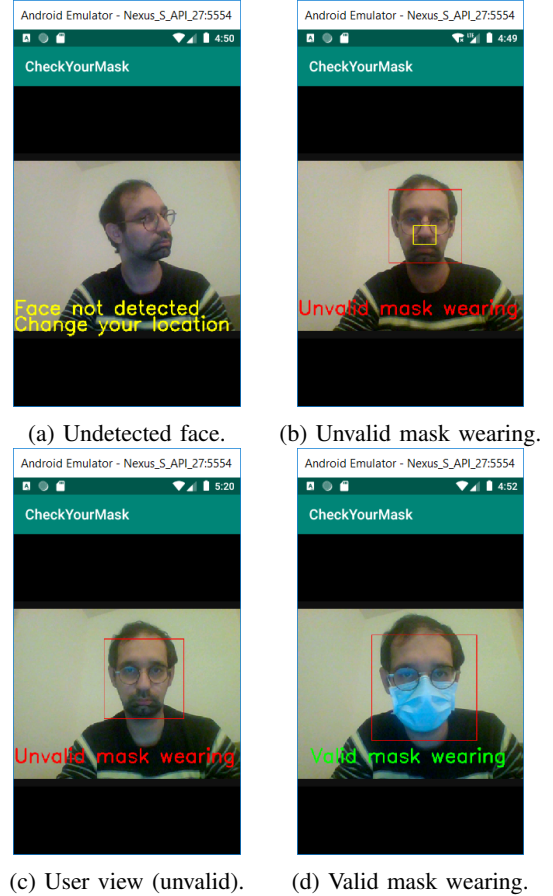 Android Emulator - Nexus_S_API_27:5554
4:50
CheckYourMask
Face not detected
Change your location
(a) Undetected face.
Android Emulator - Nexus_S_API_27:5554
LTE 4:49
CheckYourMask
Unvalid mask wearing
(b) Unvalid mask wearing.
Android Emulator - Nexus_S_API_27:5554
5:20
CheckYourMask
Unvalid mask wearing
(c) User view (unvalid).
Android Emulator - Nexus_S_API_27:5554
4:52
CheckYourMask
Valid mask wearing
(d) Valid mask wearing.